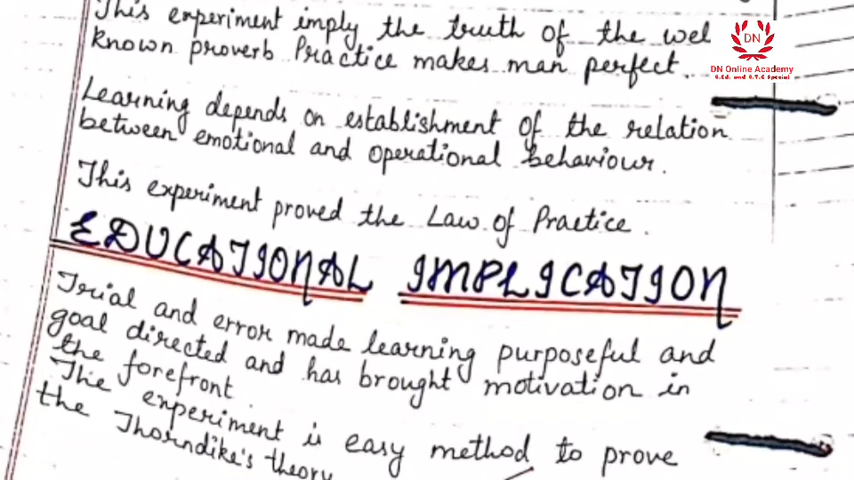 This experiment imply the truth of the wel
known proverb Practice makes man perfect.
Learning depends on establishment of the relation
between emotional and operational behaviour.
This experiment proved the Law of Practice.
EDUCATIONAL IMPLICATION
Trial and error made learning purposeful and
goal directed and has brought motivation in
the forefront
The experiment is easy method to prove
the Thorndike's theory
DN
DN Online Academy
B.Ed. and B.T.C Special